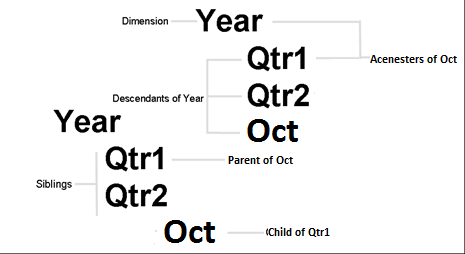 Dimension Year
Qtr1 Acenesters of Oct
Descendants of Year Qtr2
Oct
Year
Qtr1 Parent of Oct
Siblings Qtr2
Oct (Child of Qtr1